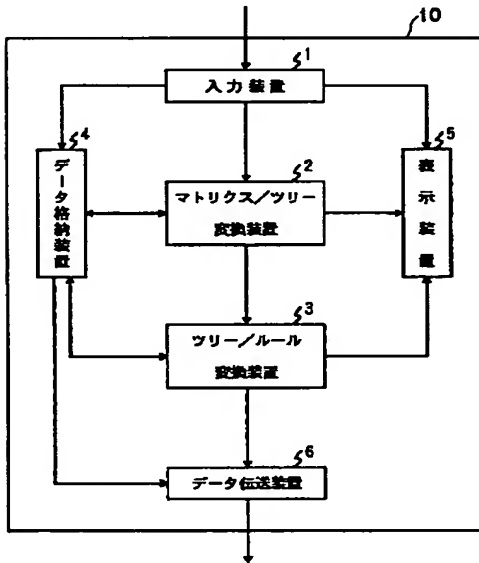 10
1
入力装置
4
データ格納装置
5
表示装置
2
マトリクス／ツリー
変換装置
3
ツリー／ルール
変換装置
6
データ伝送装置